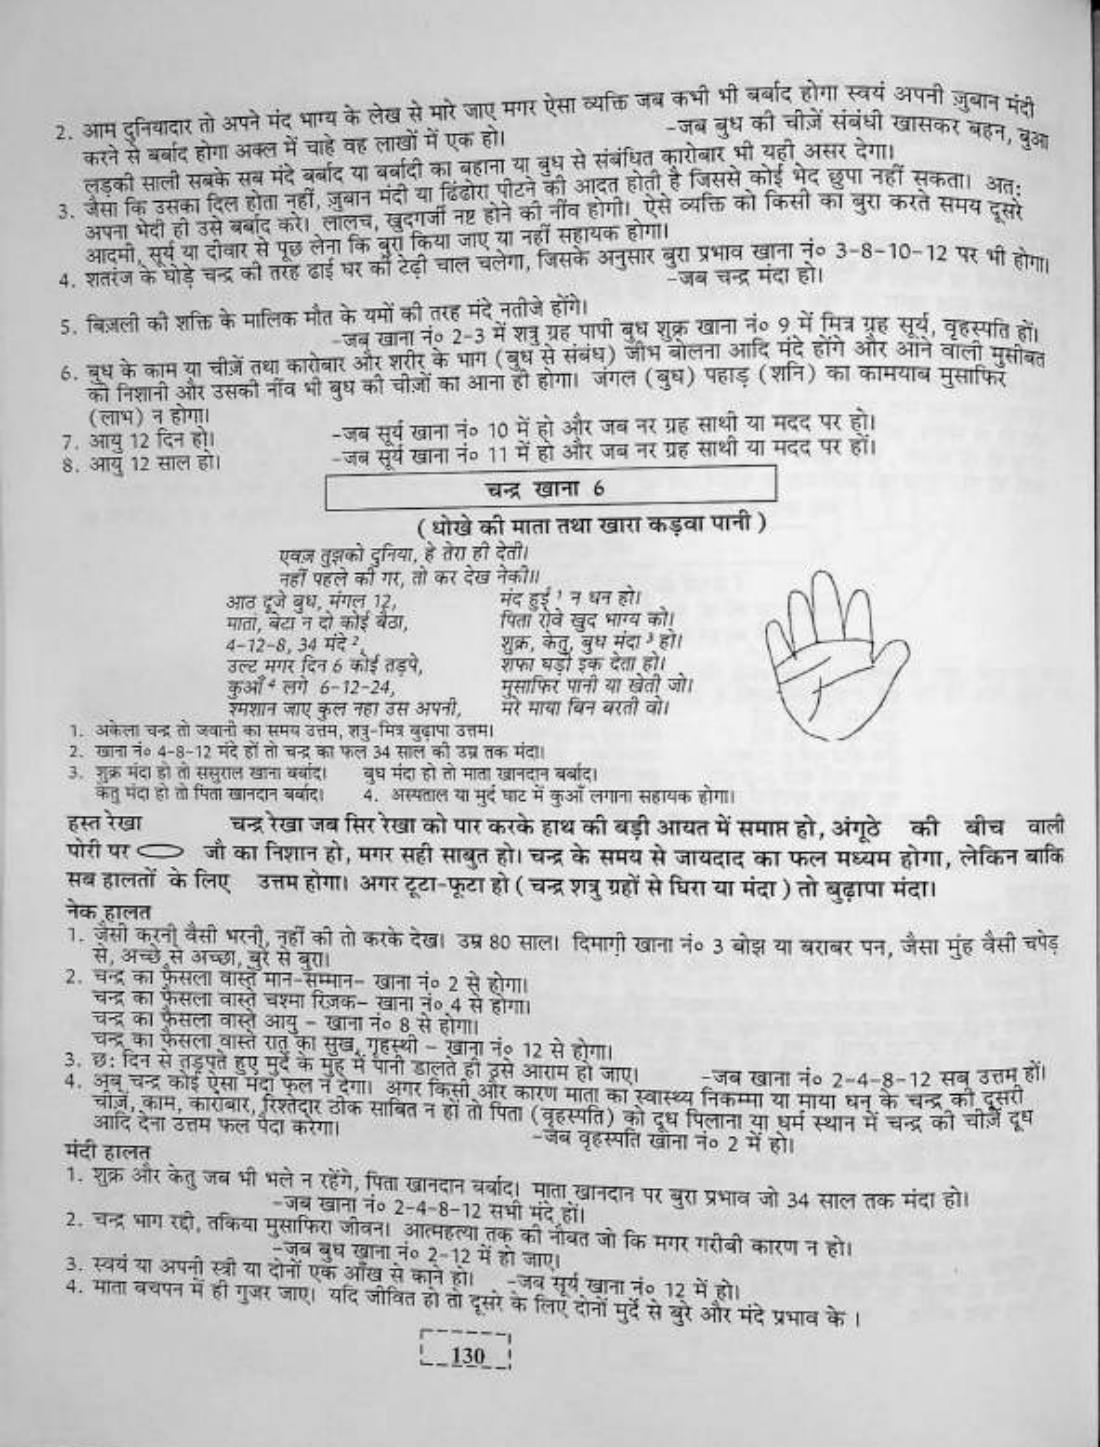 2. आम दुनियादार तो अपने मंद भाग्य के लेख से मारे जाए मगर ऐसा व्यक्ति जब कभी भी बर्बाद होगा स्वयं अपनी ज़ुबान मंदी
करने से बर्बाद होगा अक्ल में चाहे वह लाखों में एक हो। -जब बुध की चीज़ें संबंधी खासकर बहन, बुआ
लड़की साली सबके सब मंदे बर्बाद या बर्बादी का बहाना या बुध से संबंधित कारोबार भी यही असर देगा।
3. जैसा कि उसका दिल होता नहीं, ज़ुबान मंदी या ढिंढोरा पीटने की आदत होती है जिससे कोई भेद छुपा नहीं सकता। अत:
अपना भेदी ही उसे बर्बाद करे। लालच, खुदगर्जी नष्ट होने की नींव होगी। ऐसे व्यक्ति को किसी का बुरा करते समय दूसरे
आदमी, सूर्य या दीवार से पूछ लेना कि बुरा किया जाए या नहीं सहायक होगा।
4. शतरंज के घोड़े चन्द्र की तरह ढाई घर की टेढ़ी चाल चलेगा, जिसके अनुसार बुरा प्रभाव खाना नं० 3-8-10-12 पर भी होगा।
-जब चन्द्र मंदा हो।
5. बिजली की शक्ति के मालिक मौत के यमों की तरह मंदे नतीजे होंगे।
-जब खाना नं० 2-3 में शत्रु ग्रह पापी बुध शुक्र खाना नं० 9 में मित्र ग्रह सूर्य, वृहस्पति हों।
6. बुध के काम या चीज़ें तथा कारोबार और शरीर के भाग (बुध से संबंध) जीभ बोलना आदि मंदे होंगे और आने वाली मुसीबत
की निशानी और उसकी नींव भी बुध की चीज़ों का आना ही होगा। जंगल (बुध) पहाड़ (शनि) का कामयाब मुसाफिर
(लाभ) न होगा।
7. आयु 12 दिन हो। -जब सूर्य खाना नं० 10 में हो और जब नर ग्रह साथी या मदद पर हो।
8. आयु 12 साल हो। -जब सूर्य खाना नं० 11 में हो और जब नर ग्रह साथी या मदद पर हों।
चन्द्र खाना 6
(धोखे की माता तथा खारा कड़वा पानी)
एवज़ तुझको दुनिया, हे तेरा ही देती।
नहीं पहले की गर, तो कर देख नेकी॥
आठ दूजे बुध, मंगल 12, मंद हुई ¹ न धन हो।
माता, बेटा न दो कोई बैठा, पिता रोवे खुद भाग्य को।
4-12-8, 34 मंदे ², शुक्र, केतु, बुध मंदा ³ हो।
उल्ट मगर दिन 6 कोई तड़पे, शफा घड़ी इक देता हो।
कुआँ ⁴ लगे 6-12-24, मुसाफिर पानी या खेती जो।
श्मशान जाए कुल नहा उस अपनी, मरे माया बिन बरती वो।
1. अकेला चन्द्र तो जवानी का समय उत्तम, शत्रु-मित्र बुढ़ापा उत्तम।
2. खाना नं० 4-8-12 मंदे हों तो चन्द्र का फल 34 साल की उम्र तक मंदा।
3. शुक्र मंदा हो तो ससुराल खाना बर्बाद। बुध मंदा हो तो माता खानदान बर्बाद।
केतु मंदा हो तो पिता खानदान बर्बाद। 4. अस्पताल या मुर्द घाट में कुआँ लगाना सहायक होगा।
हस्त रेखा चन्द्र रेखा जब सिर रेखा को पार करके हाथ की बड़ी आयत में समाप्त हो, अंगूठे की बीच वाली
पोरी पर जौ का निशान हो, मगर सही साबुत हो। चन्द्र के समय से जायदाद का फल मध्यम होगा, लेकिन बाकि
सब हालतों के लिए उत्तम होगा। अगर टूटा-फूटा हो (चन्द्र शत्रु ग्रहों से घिरा या मंदा) तो बुढ़ापा मंदा।
नेक हालत
1. जैसी करनी वैसी भरनी, नहीं की तो करके देख। उम्र 80 साल। दिमाग़ी खाना नं० 3 बोझ या बराबर पन, जैसा मुंह वैसी चपेड़
से, अच्छे से अच्छा, बुरे से बुरा।
2. चन्द्र का फ़ैसला वास्ते मान-सम्मान- खाना नं० 2 से होगा।
चन्द्र का फ़ैसला वास्ते चश्मा रिज़क- खाना नं० 4 से होगा।
चन्द्र का फ़ैसला वास्ते आयु - खाना नं० 8 से होगा।
चन्द्र का फ़ैसला वास्ते रात का सुख, गृहस्थी - खाना नं० 12 से होगा।
3. छ: दिन से तड़पते हुए मुर्दे के मुंह में पानी डालते ही उसे आराम हो जाए। -जब खाना नं० 2-4-8-12 सब उत्तम हों।
4. अब चन्द्र कोई ऐसा मंदा फल न देगा। अगर किसी और कारण माता का स्वास्थ्य निकम्मा या माया धन के चन्द्र की दूसरी
चीज़ें, काम, कारोबार, रिश्तेदार ठीक साबित न हों तो पिता (वृहस्पति) को दूध पिलाना या धर्म स्थान में चन्द्र की चीज़ें दूध
आदि देना उत्तम फल पैदा करेगा। -जब वृहस्पति खाना नं० 2 में हो।
मंदी हालत
1. शुक्र और केतु जब भी भले न रहेंगे, पिता खानदान बर्बाद। माता खानदान पर बुरा प्रभाव जो 34 साल तक मंदा हो।
-जब खाना नं० 2-4-8-12 सभी मंदे हों।
2. चन्द्र भाग रद्दी, तकिया मुसाफिरा जीवन। आत्महत्या तक की नौबत जो कि मगर गरीबी कारण न हो।
-जब बुध खाना नं० 2-12 में हो जाए।
3. स्वयं या अपनी स्त्री या दोनों एक आँख से काने हो। -जब सूर्य खाना नं० 12 में हो।
4. माता बचपन में ही गुजर जाए। यदि जीवित हो तो दूसरे के लिए दोनों मुर्दे से बुरे और मंदे प्रभाव के ।
130